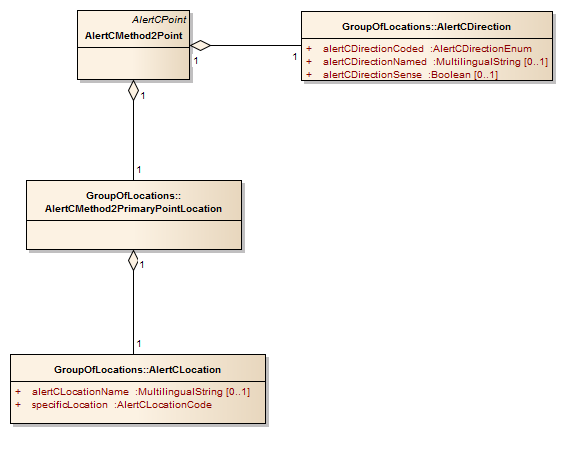 AlertCPoint
AlertCMethod2Point
1
1
GroupOfLocations::AlertCDirection
+ alertCDirectionCoded :AlertCDirectionEnum
+ alertCDirectionNamed :MultilingualString [0..1]
+ alertCDirectionSense :Boolean [0..1]
1
1
GroupOfLocations::
AlertCMethod2PrimaryPointLocation
1
1
GroupOfLocations::AlertCLocation
+ alertCLocationName :MultilingualString [0..1]
+ specificLocation :AlertCLocationCode